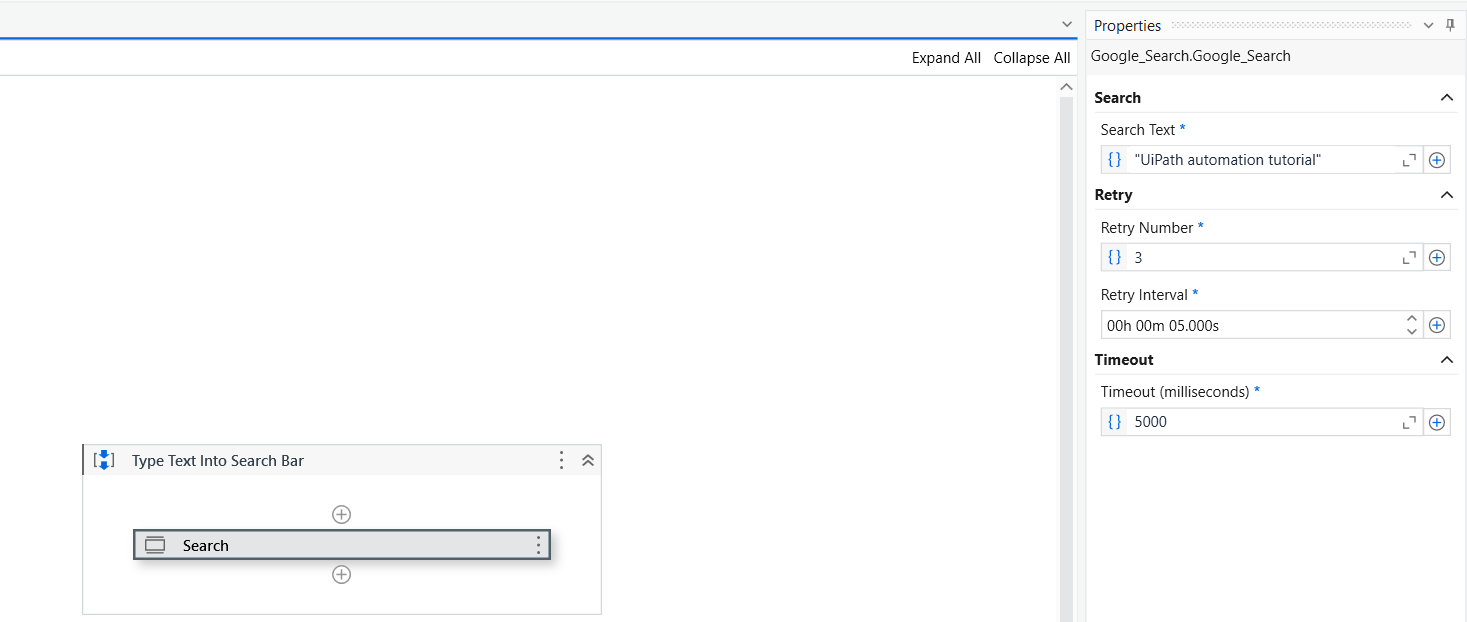 Expand All Collapse All
Type Text Into Search Bar
Search
Properties
Google_Search.Google_Search
Search
Search Text *
{} "UiPath automation tutorial"
Retry
Retry Number *
{} 3
Retry Interval *
00h 00m 05.000s
Timeout
Timeout (milliseconds) *
{} 5000